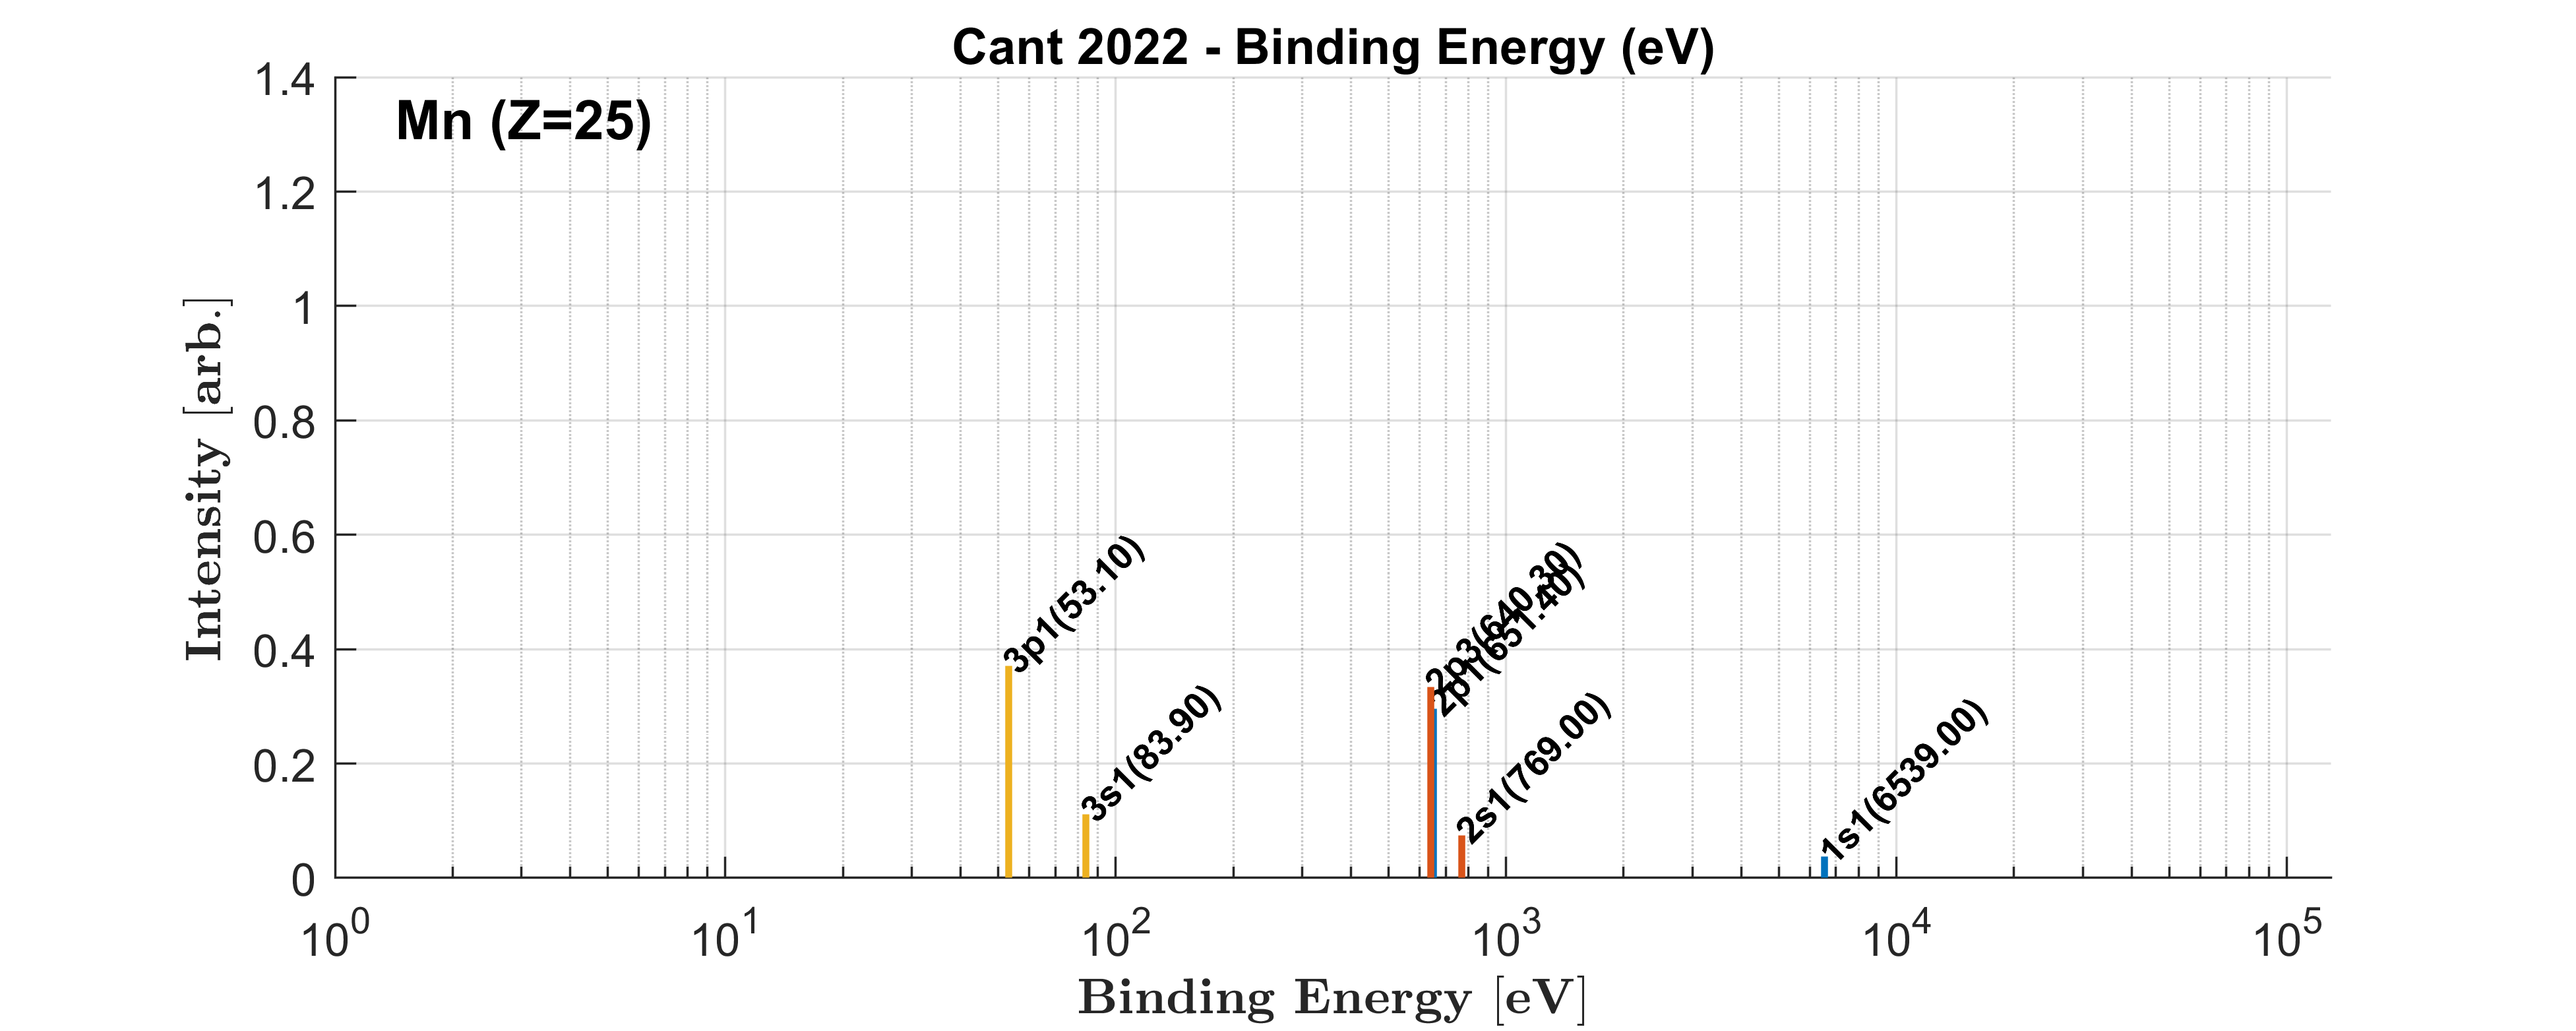 Cant 2022 - Binding Energy (eV)
Mn (Z=25)
Intensity [arb.]
1.4
1.2
1
0.8
0.6
0.4
0.2
0
3p1(53.10)
3s1(83.90)
2p3(640.30)
2p1(651.40)
2s1(769.00)
1s1(6539.00)
10^0
10^1
10^2
10^3
10^4
10^5
Binding Energy [eV]